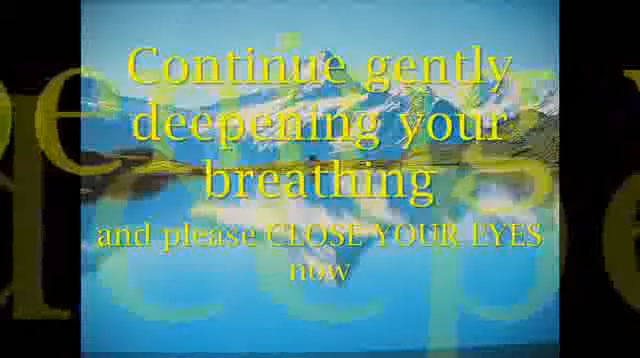 Continue gently
deepening your
breathing
and please CLOSE YOUR EYES
now